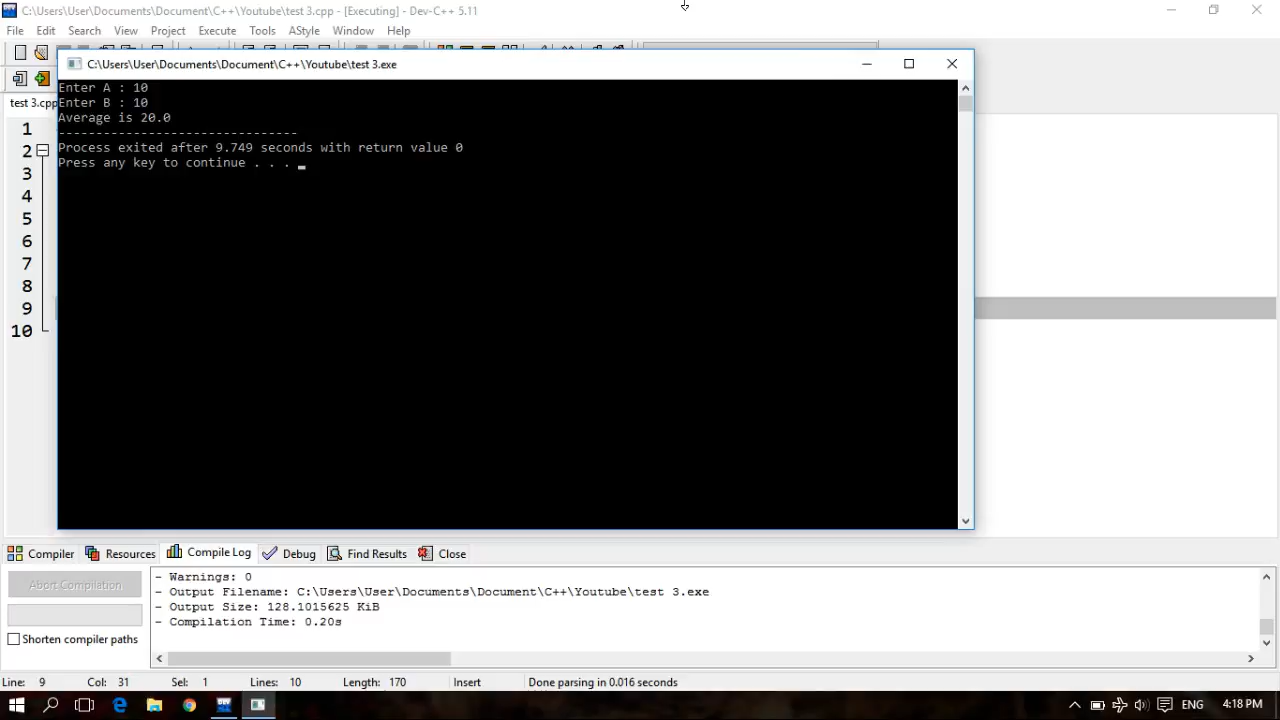 C:\Users\User\Documents\Document\C++\Youtube\test 3.cpp - [Executing] - Dev-C++ 5.11
File Edit Search View Project Execute Tools AStyle Window Help
C:\Users\User\Documents\Document\C++\Youtube\test 3.exe
test 3.cpp
Enter A : 10
Enter B : 10
Average is 20.0
--------------------------------
Process exited after 9.749 seconds with return value 0
Press any key to continue . . .
1
2
3
4
5
6
7
8
9
10
Compiler Resources Compile Log Debug Find Results Close
Abort Compilation
Shorten compiler paths
- Warnings: 0
- Output Filename: C:\Users\User\Documents\Document\C++\Youtube\test 3.exe
- Output Size: 128.1015625 KiB
- Compilation Time: 0.20s
Line: 9 Col: 31 Sel: 1 Lines: 10 Length: 170 Insert Done parsing in 0.016 seconds
ENG 4:18 PM